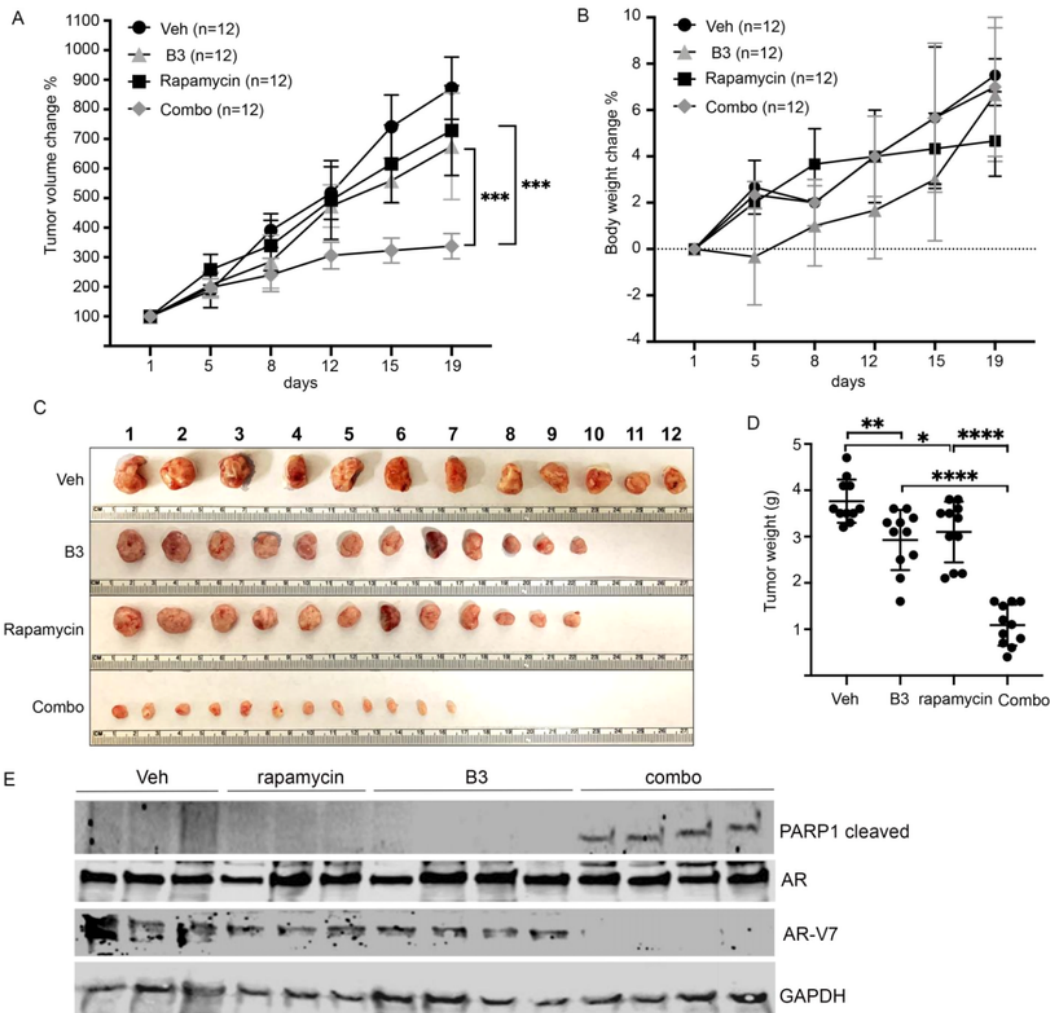 A
1100
1000
900
800
700
600
500
400
300
200
100
Tumor volume change %
Veh (n=12)
B3 (n=12)
Rapamycin (n=12)
Combo (n=12)
***
***
1 5 8 12 15 19
days
B
10
8
6
4
2
0
-2
-4
Body weight change %
Veh (n=12)
B3 (n=12)
Rapamycin (n=12)
Combo (n=12)
1 5 8 12 15 19
days
C
1 2 3 4 5 6 7 8 9 10 11 12
Veh
B3
Rapamycin
Combo
D
** * ****
****
5
4
3
2
1
Tumor weight (g)
Veh B3 rapamycin Combo
E
Veh rapamycin B3 combo
PARP1 cleaved
AR
AR-V7
GAPDH